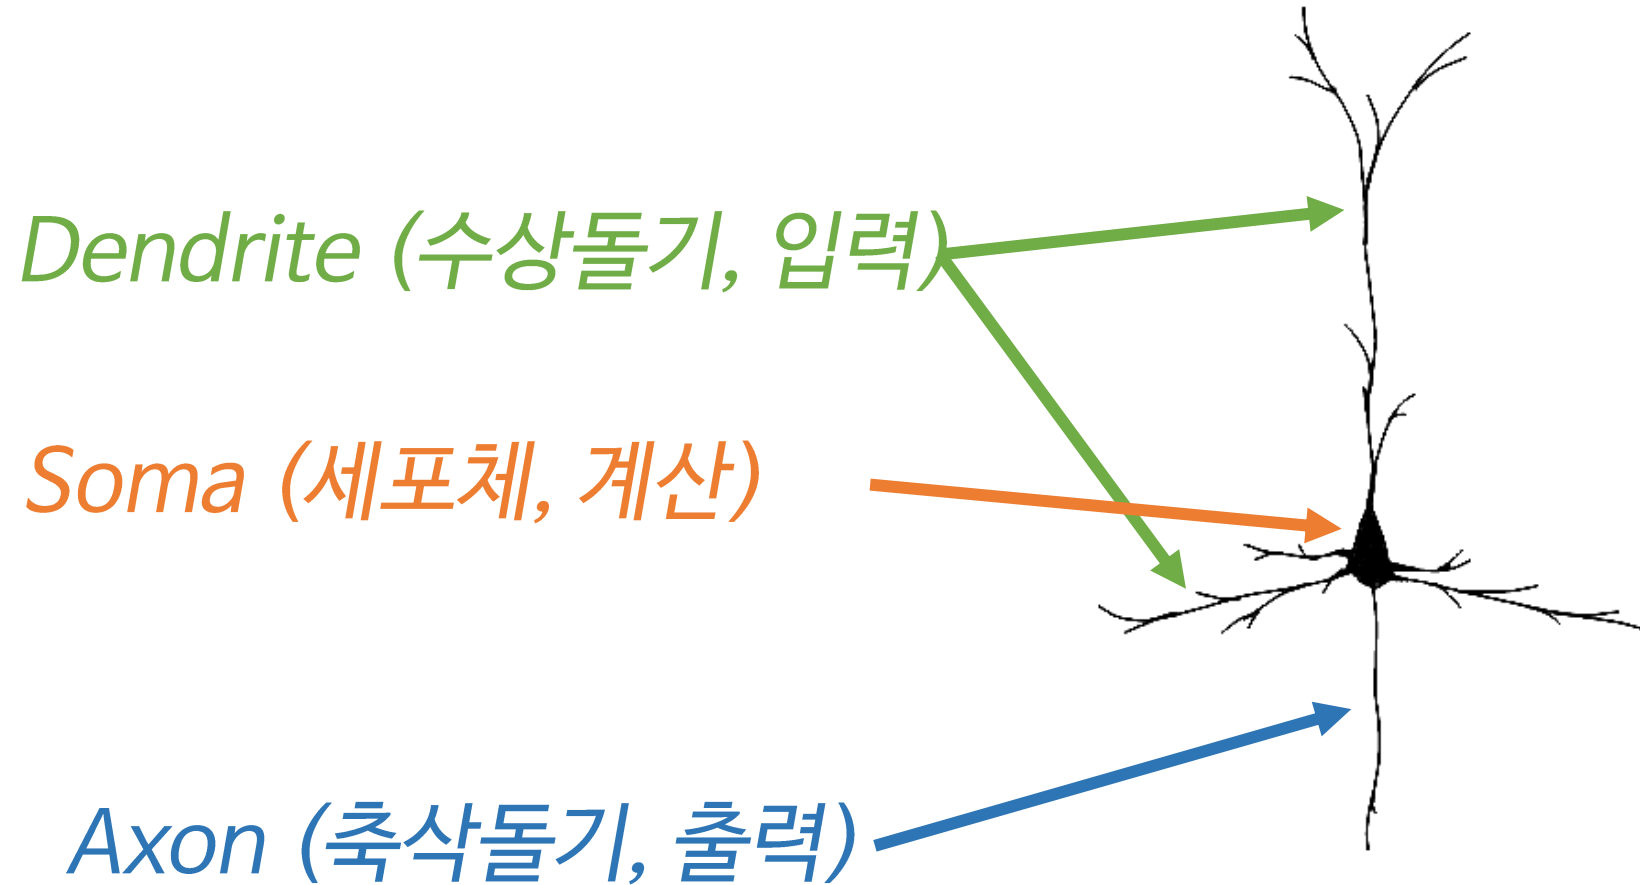 Dendrite (수상돌기, 입력)
Soma (세포체, 계산)
Axon (축삭돌기, 출력)